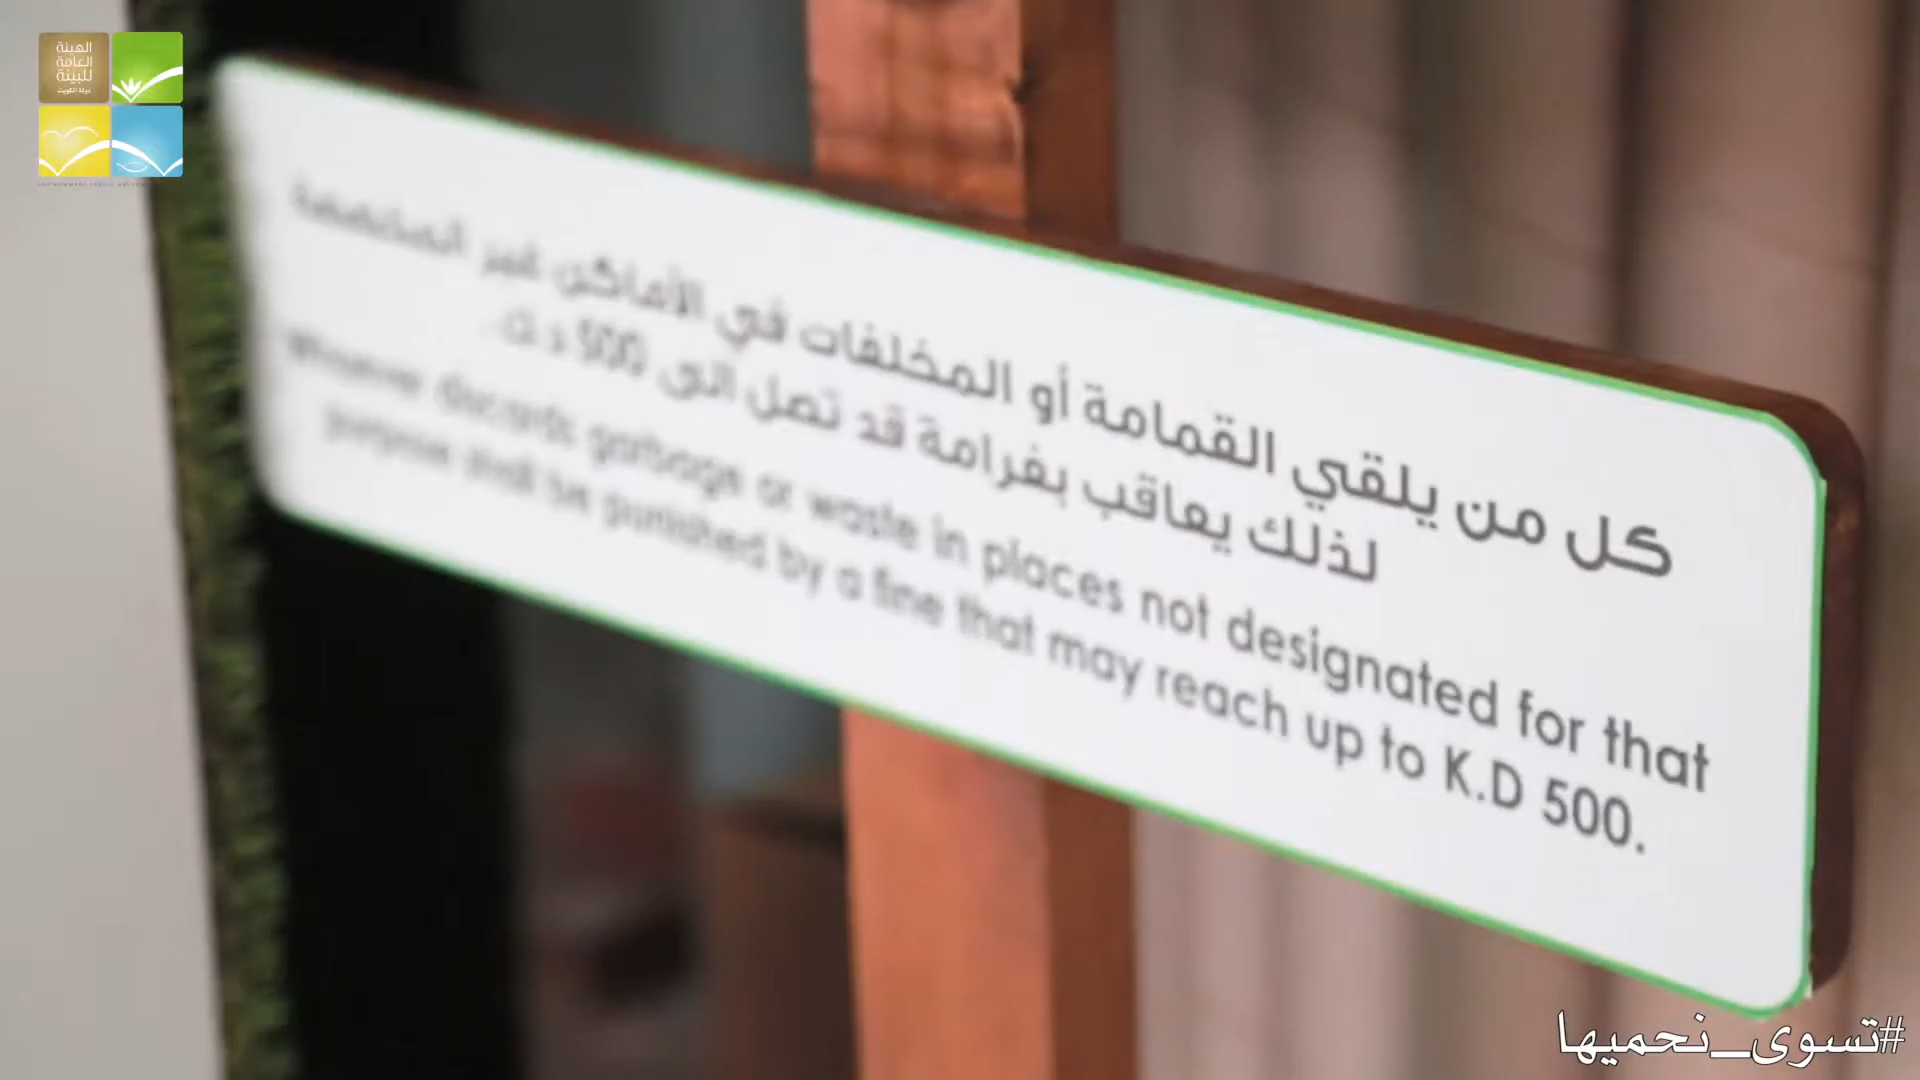 الهيئة
العامة
للبيئة
دولة الكويت
كل من يلقي القمامة أو المخلفات في الأماكن غير المخصصة
لذلك يعاقب بغرامة قد تصل الى 500 د.ك
Whoever discards garbage or waste in places not designated for that
purpose shall be punished by a fine that may reach up to K.D 500.
#تسوى_نحميها